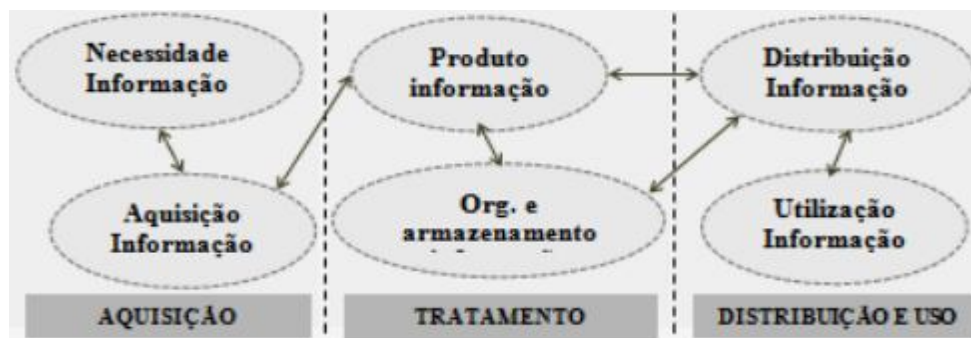 Necessidade
Informação
Aquisição
Informação
AQUISIÇÃO
Produto
informação
Org. e
armazenamento
TRATAMENTO
Distribuição
Informação
Utilização
Informação
DISTRIBUIÇÃO E USO